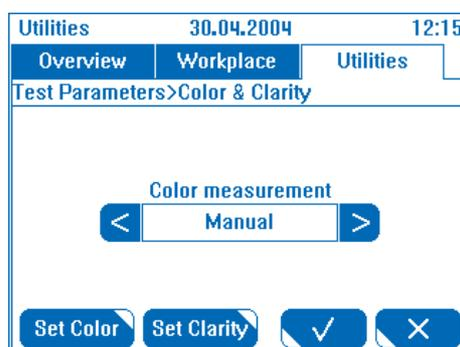 Utilities 30.04.2004 12:15
Overview Workplace Utilities
Test Parameters>Color & Clarity
Color measurement
< Manual >
Set Color Set Clarity ✓ ✕